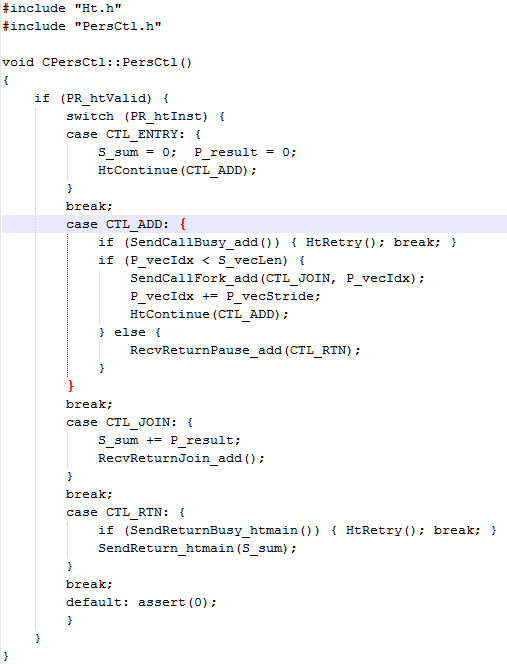 #include "Ht.h"
#include "PersCtl.h"

void CPersCtl::PersCtl()
{
    if (PR_htValid) {
        switch (PR_htInst) {
        case CTL_ENTRY: {
            S_sum = 0;  P_result = 0;
            HtContinue(CTL_ADD);
        }
        break;
        case CTL_ADD: {
            if (SendCallBusy_add()) { HtRetry(); break; }
            if (P_vecIdx < S_vecLen) {
                SendCallFork_add(CTL_JOIN, P_vecIdx);
                P_vecIdx += P_vecStride;
                HtContinue(CTL_ADD);
            } else {
                RecvReturnPause_add(CTL_RTN);
            }
        }
        break;
        case CTL_JOIN: {
            S_sum += P_result;
            RecvReturnJoin_add();
        }
        break;
        case CTL_RTN: {
            if (SendReturnBusy_htmain()) { HtRetry(); break; }
            SendReturn_htmain(S_sum);
        }
        break;
        default: assert(0);
        }
    }
}